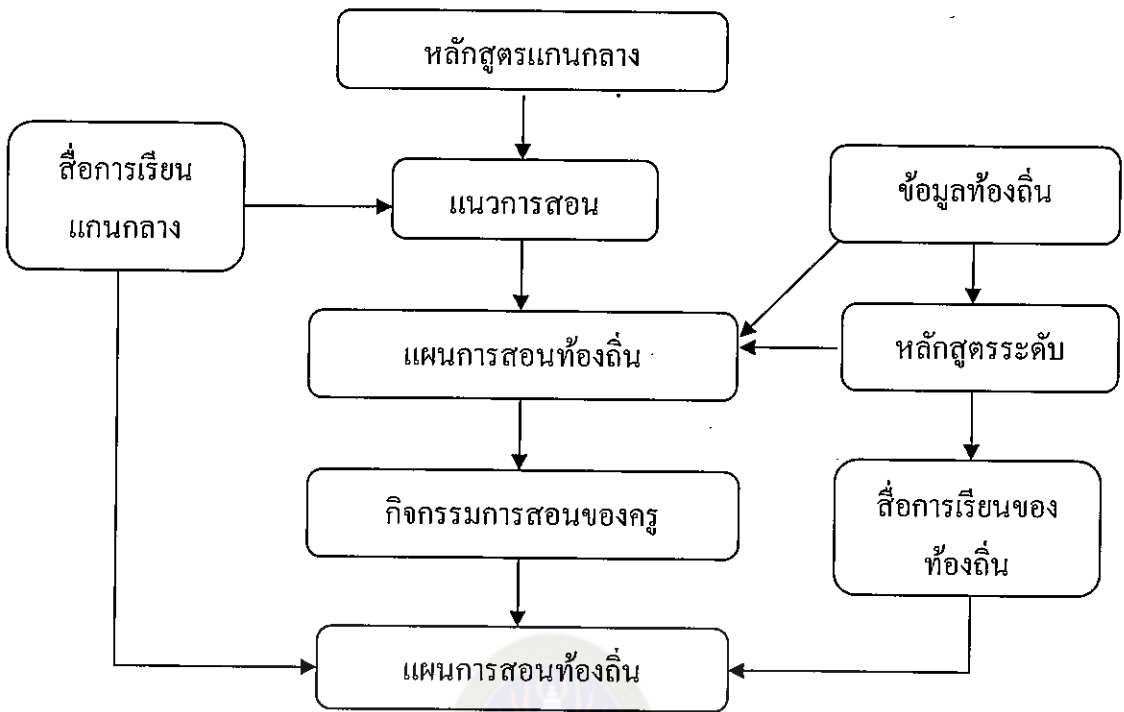 หลักสูตรแกนกลาง
สื่อการเรียน
แกนกลาง
แนวการสอน
ข้อมูลท้องถิ่น
แผนการสอนท้องถิ่น
หลักสูตรระดับ
กิจกรรมการสอนของครู
สื่อการเรียนของ
ท้องถิ่น
แผนการสอนท้องถิ่น